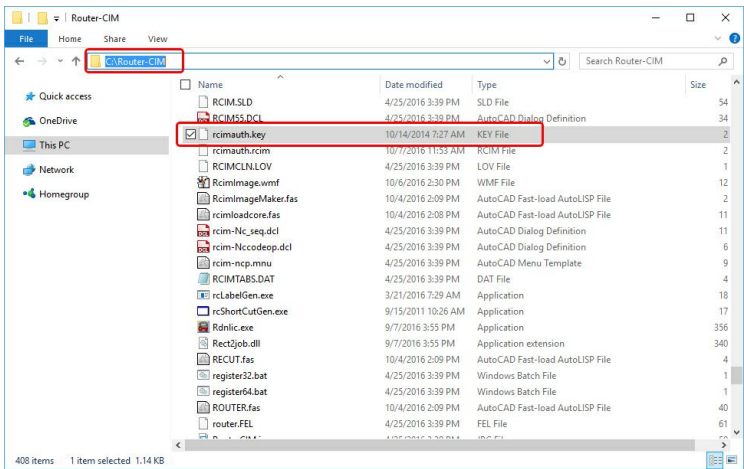 Router-CIM
File Home Share View
C:\Router-CIM Search Router-CIM
Name Date modified Type Size
Quick access
OneDrive
This PC
Network
Homegroup
RCIM.SLD 4/25/2016 3:39 PM SLD File 54
RCIM55.DCL 4/25/2016 3:39 PM AutoCAD Dialog Definition 34
rcimauth.key 10/14/2014 7:27 AM KEY File 2
rcimauth.rcim 10/7/2016 11:53 AM RCIM File 2
RCIMCLN.LOV 4/25/2016 3:39 PM LOV File 1
RcimImage.wmf 10/6/2016 2:30 PM WMF File 12
RcimImageMaker.fas 10/4/2016 2:09 PM AutoCAD Fast-load AutoLISP File 2
rcimloadcore.fas 10/4/2016 2:08 PM AutoCAD Fast-load AutoLISP File 11
rcim-Nc_seq.dcl 4/25/2016 3:39 PM AutoCAD Dialog Definition 11
rcim-Nccodeop.dcl 4/25/2016 3:39 PM AutoCAD Dialog Definition 6
rcim-ncp.mnu 4/25/2016 3:39 PM AutoCAD Menu Template 9
RCIMTABS.DAT 4/25/2016 3:39 PM DAT File 4
rcLabelGen.exe 3/21/2016 7:29 AM Application 18
rcShortCutGen.exe 9/15/2011 10:26 AM Application 17
Rdnlic.exe 9/7/2016 3:55 PM Application 356
Rect2job.dll 9/7/2016 3:55 PM Application extension 340
RECUT.fas 10/4/2016 2:09 PM AutoCAD Fast-load AutoLISP File 4
register32.bat 4/25/2016 3:39 PM Windows Batch File 1
register64.bat 4/25/2016 3:39 PM Windows Batch File 1
ROUTER.fas 10/4/2016 2:09 PM AutoCAD Fast-load AutoLISP File 40
router.FEL 4/25/2016 3:39 PM FEL File 61
408 items 1 item selected 1.14 KB